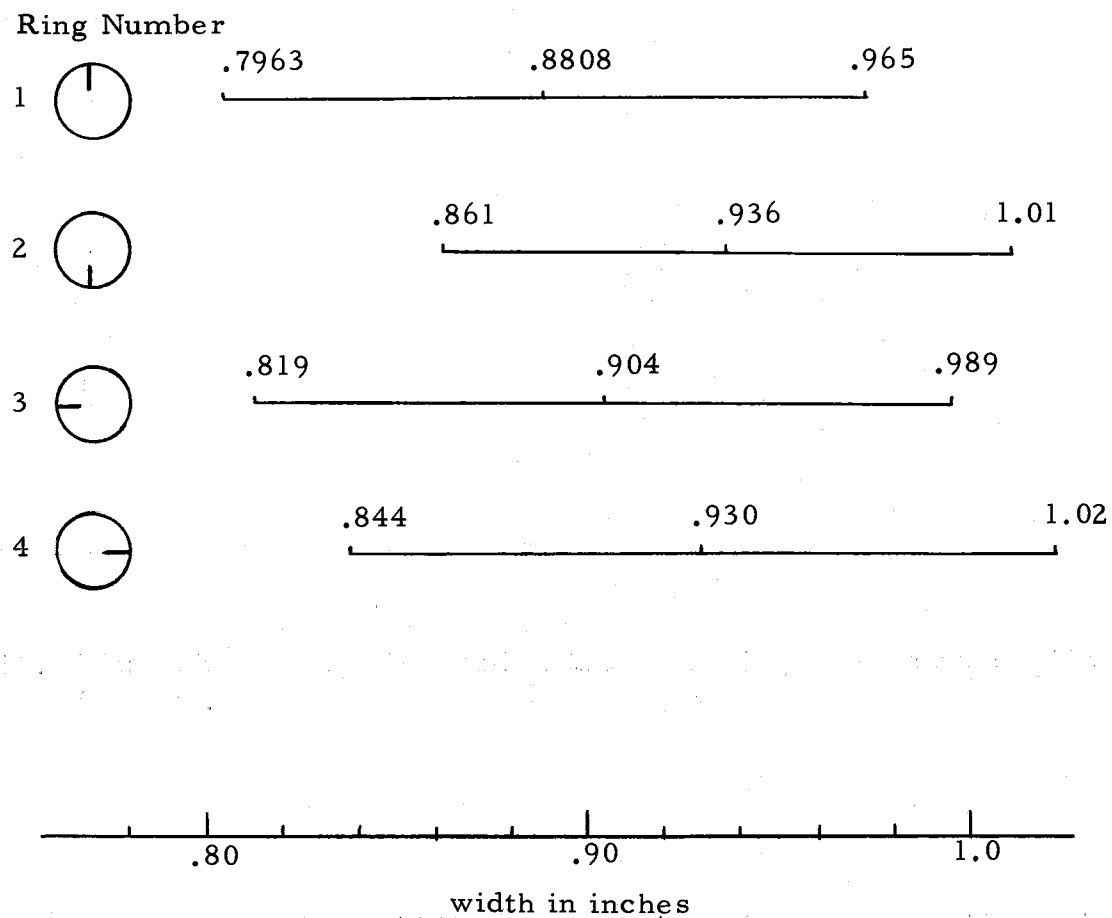 Ring Number
1 .7963 .8808 .965
2 .861 .936 1.01
3 .819 .904 .989
4 .844 .930 1.02
.80 .90 1.0
width in inches